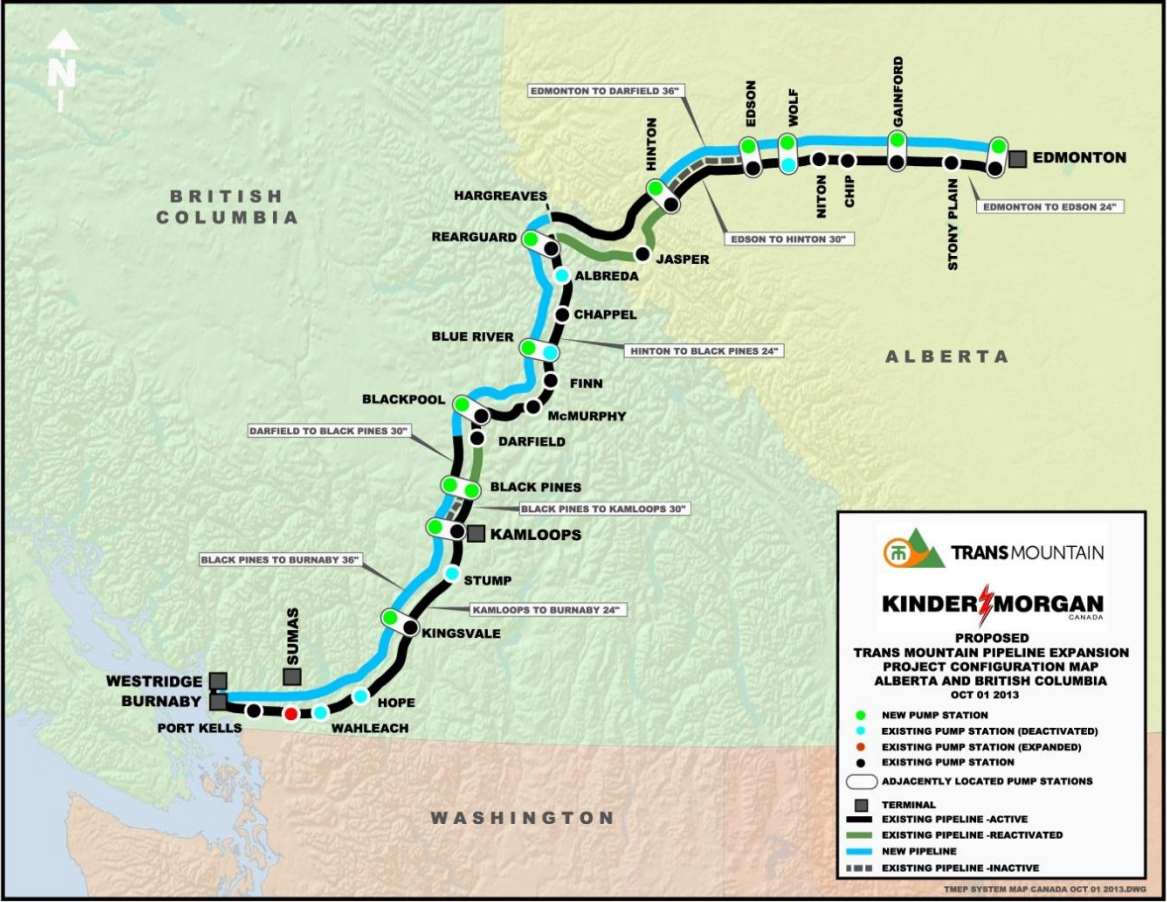 N
EDMONTON TO DARFIELD 36"
EDSON
WOLF
GAINFORD
HINTON
EDMONTON
NITON
CHIP
STONY PLAIN
EDMONTON TO EDSON 24"
BRITISH
COLUMBIA
HARGREAVES
REARGUARD
EDSON TO HINTON 30"
JASPER
ALBREDA
CHAPPEL
BLUE RIVER
HINTON TO BLACK PINES 24"
ALBERTA
FINN
BLACKPOOL
McMURPHY
DARFIELD TO BLACK PINES 30"
DARFIELD
BLACK PINES
BLACK PINES TO KAMLOOPS 30"
KAMLOOPS
BLACK PINES TO BURNABY 36"
STUMP
KAMLOOPS TO BURNABY 24"
KINGSVALE
SUMAS
WESTRIDGE
BURNABY
HOPE
PORT KELLS
WAHLEACH
WASHINGTON
TRANSMOUNTAIN
KINDER MORGAN
CANADA
PROPOSED
TRANS MOUNTAIN PIPELINE EXPANSION
PROJECT CONFIGURATION MAP
ALBERTA AND BRITISH COLUMBIA
OCT 01 2013
NEW PUMP STATION
EXISTING PUMP STATION (DEACTIVATED)
EXISTING PUMP STATION (EXPANDED)
EXISTING PUMP STATION
ADJACENTLY LOCATED PUMP STATIONS
TERMINAL
EXISTING PIPELINE -ACTIVE
EXISTING PIPELINE -REACTIVATED
NEW PIPELINE
EXISTING PIPELINE -INACTIVE
TMEP SYSTEM MAP CANADA OCT 01 2013.DWG